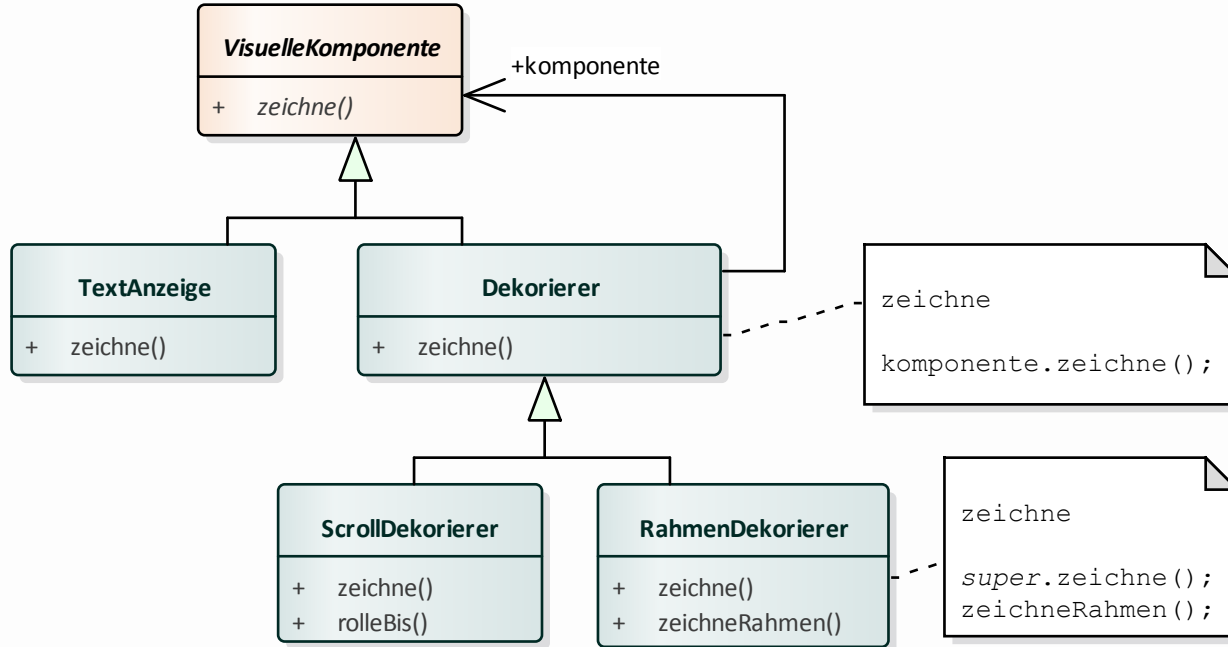 VisuelleKomponente
+ zeichne()
+komponente
TextAnzeige
+ zeichne()
Dekorierer
+ zeichne()
zeichne
komponente.zeichne();
ScrollDekorierer
+ zeichne()
+ rolleBis()
RahmenDekorierer
+ zeichne()
+ zeichneRahmen()
zeichne
super.zeichne();
zeichneRahmen();